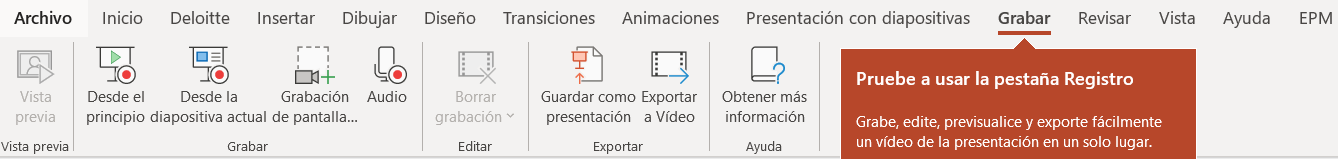 Archivo Inicio Deloitte Insertar Dibujar Diseño Transiciones Animaciones Presentación con diapositivas Grabar Revisar Vista Ayuda EPM
Vista previa
Desde el principio
Desde la diapositiva actual
Grabación de pantalla...
Audio
Borrar grabación
Guardar como presentación
Exportar a Vídeo
Obtener más información
Vista previa Grabar Editar Exportar Ayuda
Pruebe a usar la pestaña Registro
Grabe, edite, previsualice y exporte fácilmente
un vídeo de la presentación en un solo lugar.